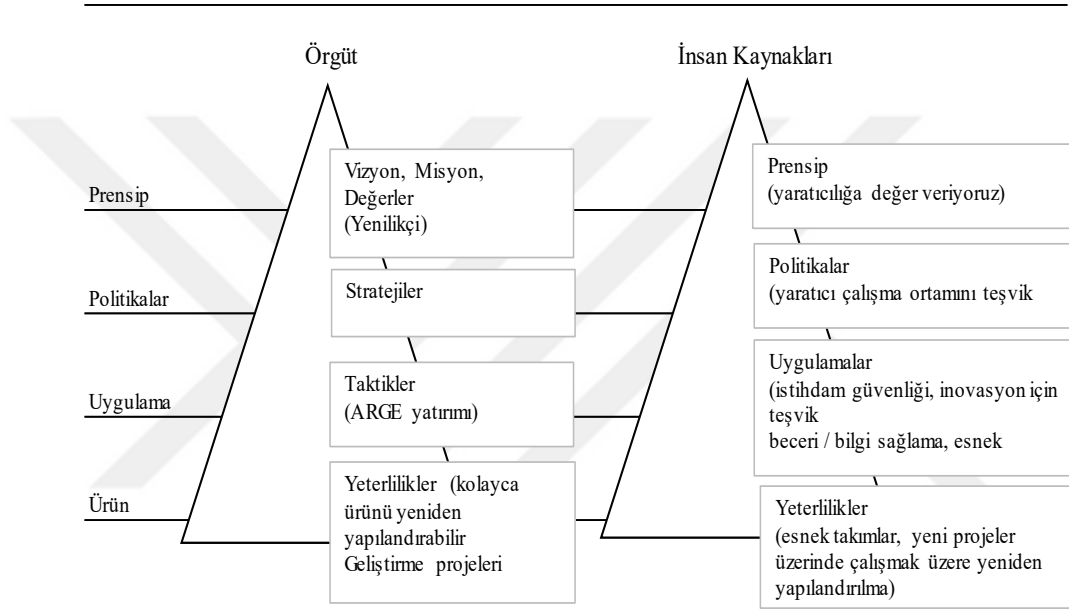 Örgüt
İnsan Kaynakları
Prensip
Vizyon, Misyon,
Değerler
(Yenilikçi)
Prensip
(yaratıcılığa değer veriyoruz)
Politikalar
Stratejiler
Politikalar
(yaratıcı çalışma ortamını teşvik
Uygulama
Taktikler
(ARGE yatırımı)
Uygulamalar
(istihdam güvenliği, inovasyon için
teşvik
beceri / bilgi sağlama, esnek
Ürün
Yeterlilikler (kolayca
ürünü yeniden
yapılandırabilir
Geliştirme projeleri
Yeterlilikler
(esnek takımlar, yeni projeler
üzerinde çalışmak üzere yeniden
yapılandırılma)